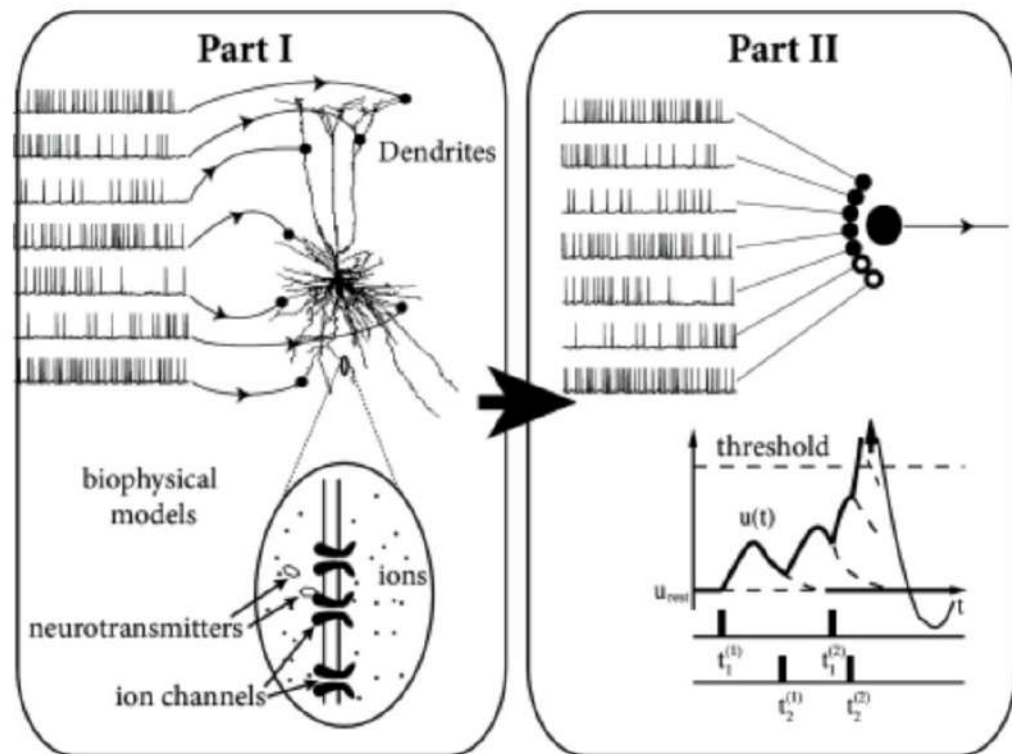 Part I
Dendrites
biophysical
models
ions
neurotransmitters
ion channels
Part II
threshold
u(t)
u_rest
t
t_1^(1)
t_1^(2)
t_2^(1)
t_2^(2)